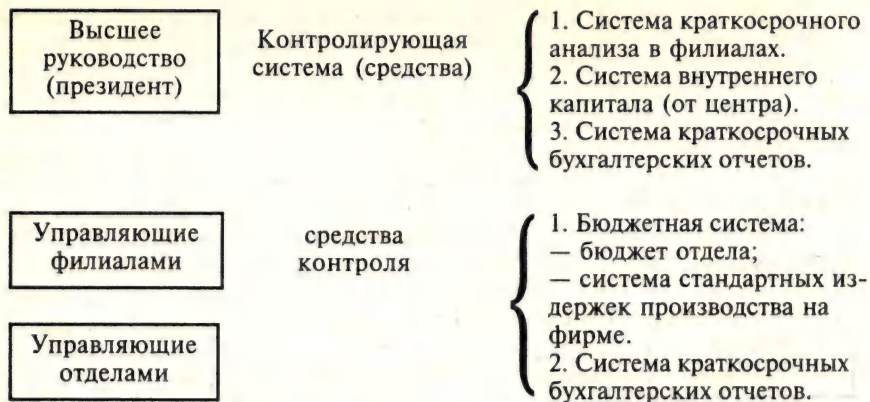 Высшее
руководство
(президент)
Контролирующая
система (средства)
1. Система краткосрочного
анализа в филиалах.
2. Система внутреннего
капитала (от центра).
3. Система краткосрочных
бухгалтерских отчетов.
Управляющие
филиалами
средства
контроля
Управляющие
отделами
1. Бюджетная система:
— бюджет отдела;
— система стандартных из-
держек производства на
фирме.
2. Система краткосрочных
бухгалтерских отчетов.